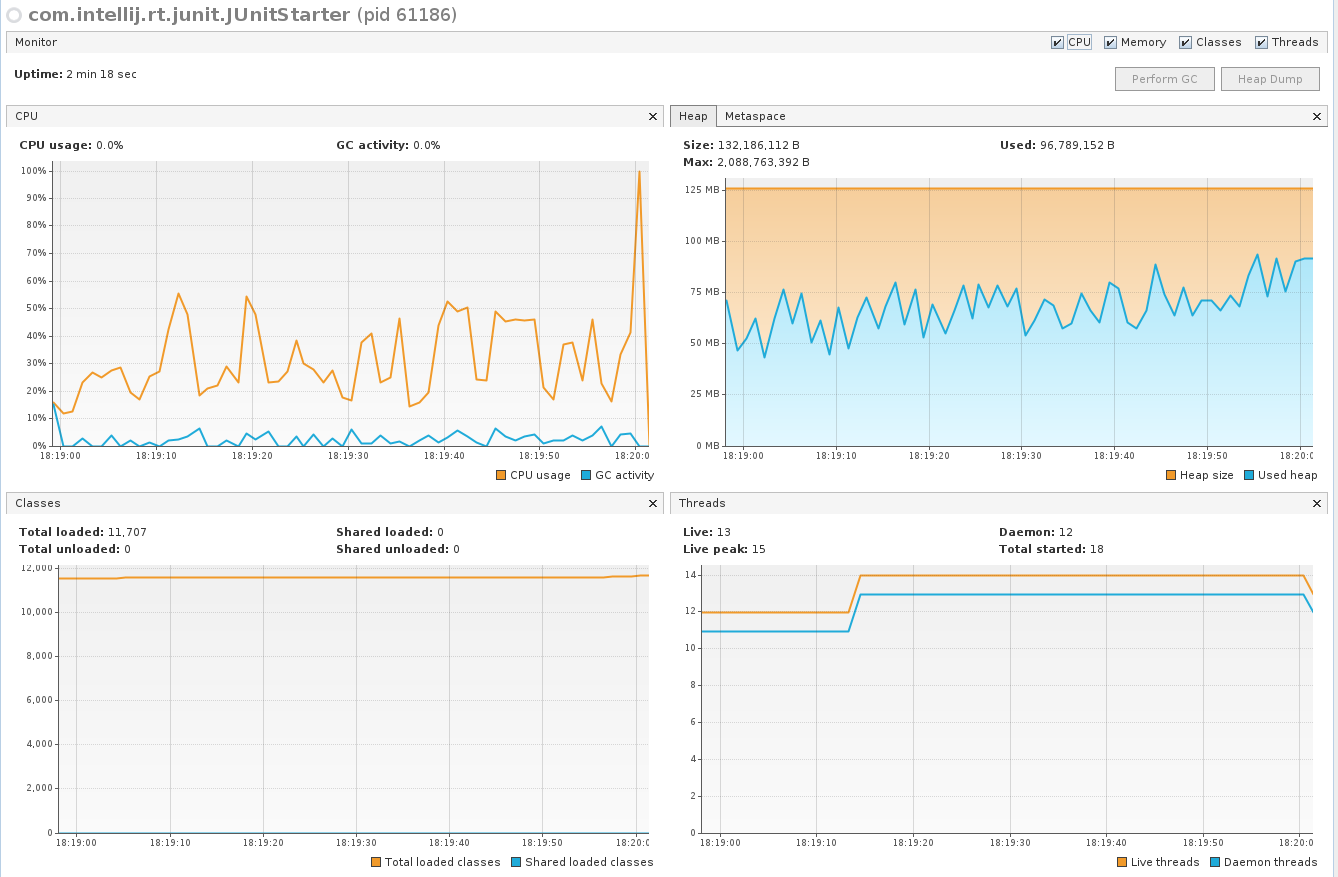 com.intellij.rt.junit.JUnitStarter (pid 61186)
Monitor
CPU Memory Classes Threads
Uptime: 2 min 18 sec
Perform GC Heap Dump
CPU
CPU usage: 0.0% GC activity: 0.0%
100%
90%
80%
70%
60%
50%
40%
30%
20%
10%
0%
18:19:00 18:19:10 18:19:20 18:19:30 18:19:40 18:19:50 18:20:0
CPU usage GC activity
Heap Metaspace
Size: 132,186,112 B Used: 96,789,152 B
Max: 2,088,763,392 B
125 MB
100 MB
75 MB
50 MB
25 MB
0 MB
18:19:00 18:19:10 18:19:20 18:19:30 18:19:40 18:19:50 18:20:0
Heap size Used heap
Classes
Total loaded: 11,707 Shared loaded: 0
Total unloaded: 0 Shared unloaded: 0
12,000
10,000
8,000
6,000
4,000
2,000
0
18:19:00 18:19:10 18:19:20 18:19:30 18:19:40 18:19:50 18:20:0
Total loaded classes Shared loaded classes
Threads
Live: 13 Daemon: 12
Live peak: 15 Total started: 18
14
12
10
8
6
4
2
0
18:19:00 18:19:10 18:19:20 18:19:30 18:19:40 18:19:50 18:20:0
Live threads Daemon threads